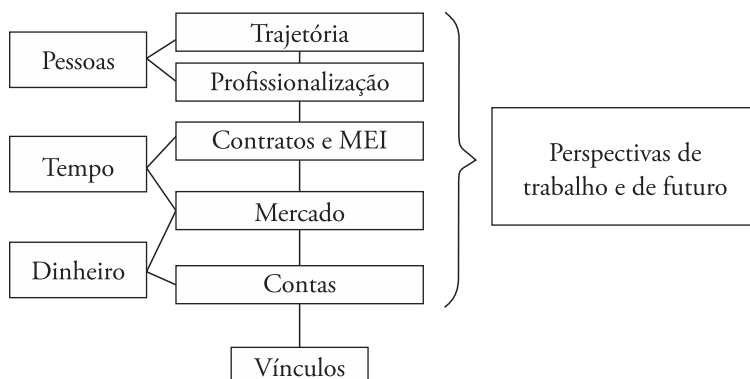 Pessoas
Trajetória
Profissionalização
Tempo
Contratos e MEI
Mercado
Dinheiro
Contas
Vínculos
Perspectivas de
trabalho e de futuro